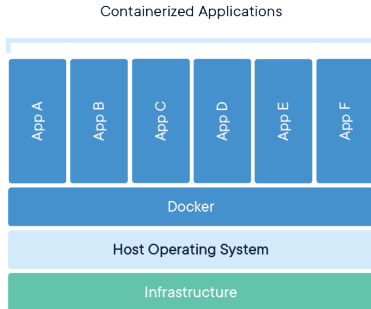 Containerized Applications
App A
App B
App C
App D
App E
App F
Docker
Host Operating System
Infrastructure